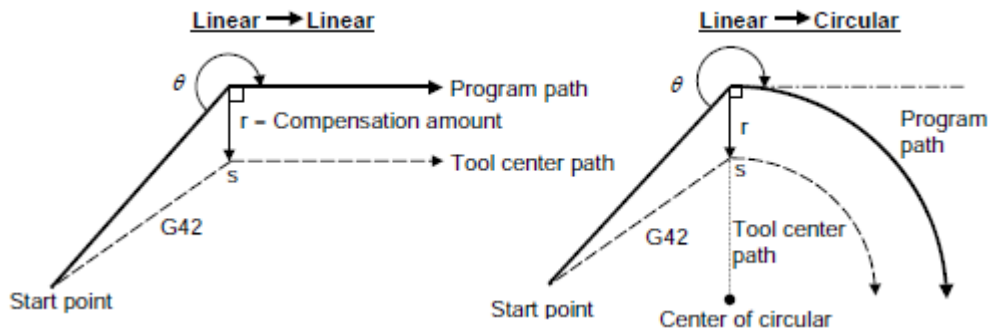 Linear → Linear
θ
Program path
r – Compensation amount
s
Tool center path
G42
Start point
Linear → Circular
θ
Program
path
r
s
G42
Tool center
path
Start point
Center of circular